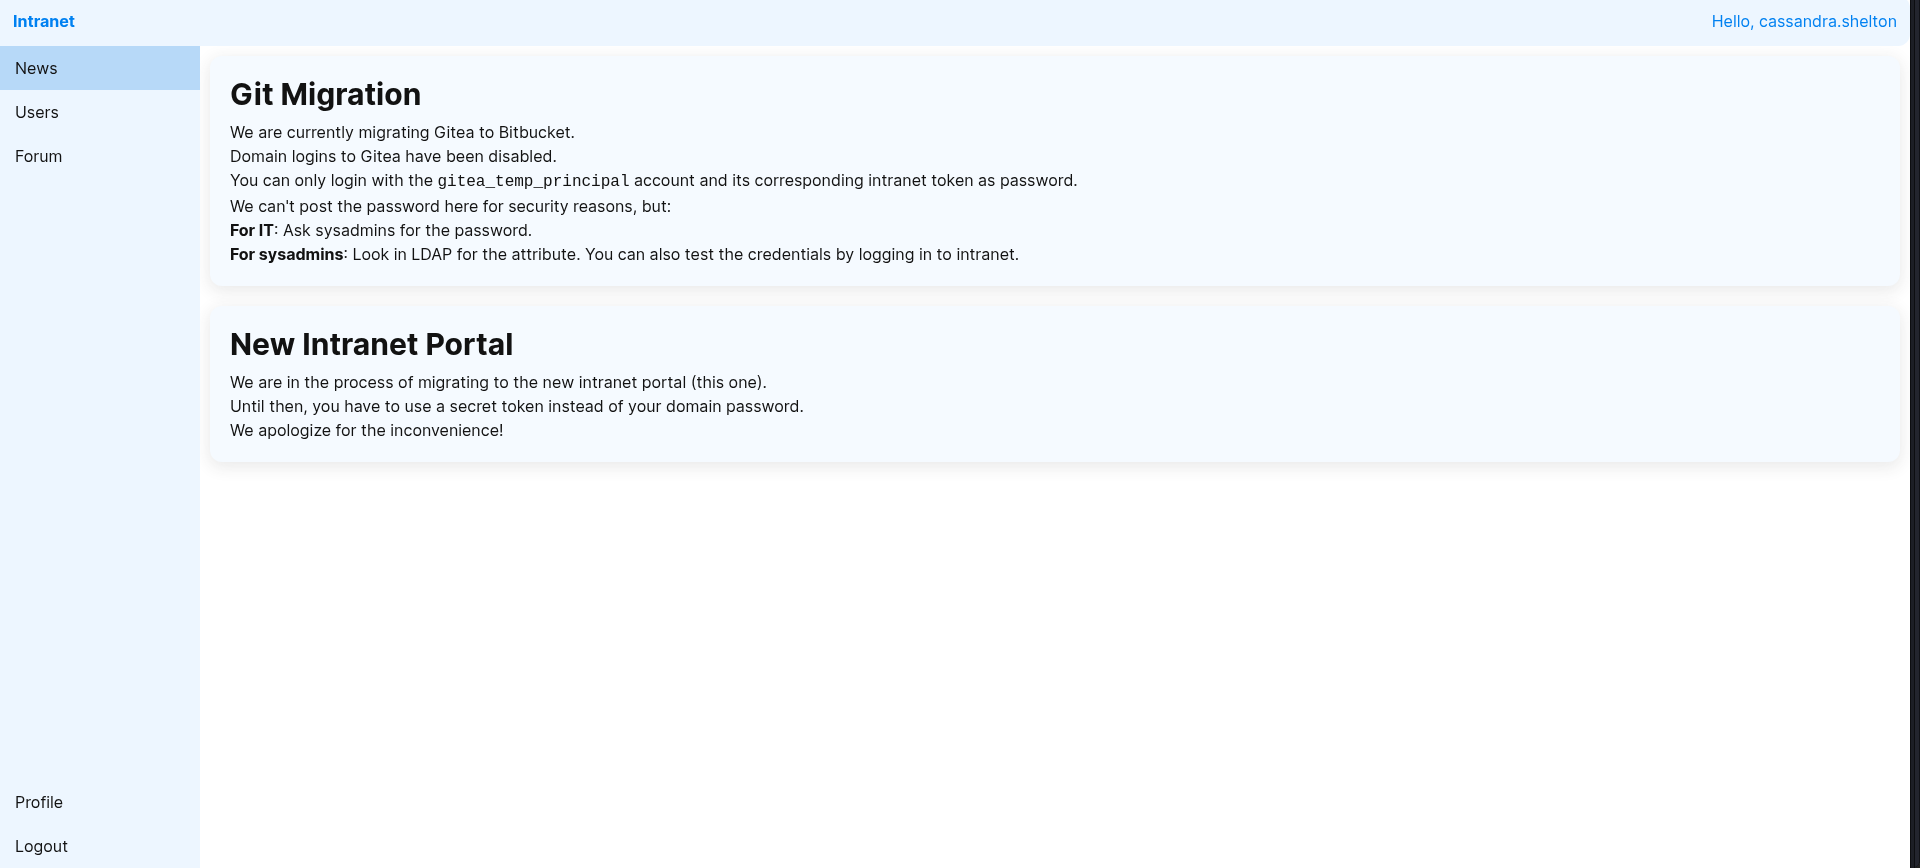 Intranet
Hello, cassandra.shelton
News
Users
Forum
Git Migration
We are currently migrating Gitea to Bitbucket.
Domain logins to Gitea have been disabled.
You can only login with the gitea_temp_principal account and its corresponding intranet token as password.
We can't post the password here for security reasons, but:
For IT: Ask sysadmins for the password.
For sysadmins: Look in LDAP for the attribute. You can also test the credentials by logging in to intranet.
New Intranet Portal
We are in the process of migrating to the new intranet portal (this one).
Until then, you have to use a secret token instead of your domain password.
We apologize for the inconvenience!
Profile
Logout